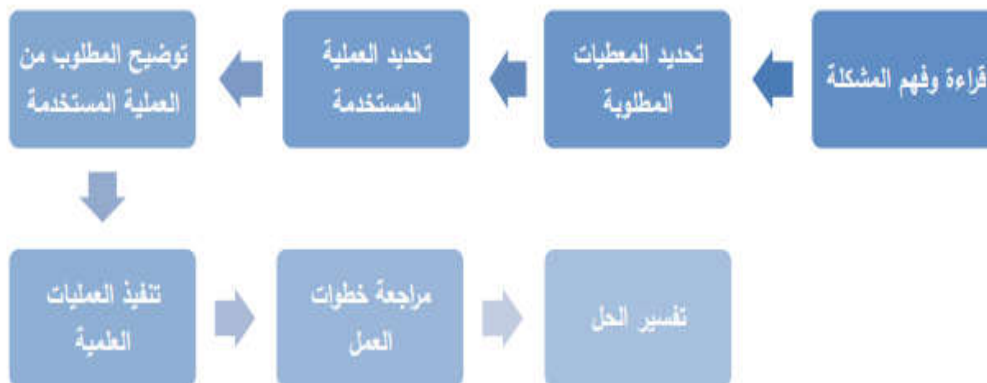 قراءة وفهم المشكلة
تحديد المعطيات
المطلوبة
تحديد العملية
المستخدمة
توضيح المطلوب من
العملية المستخدمة
تنفيذ العمليات
العلمية
مراجعة خطوات
العمل
تفسير الحل